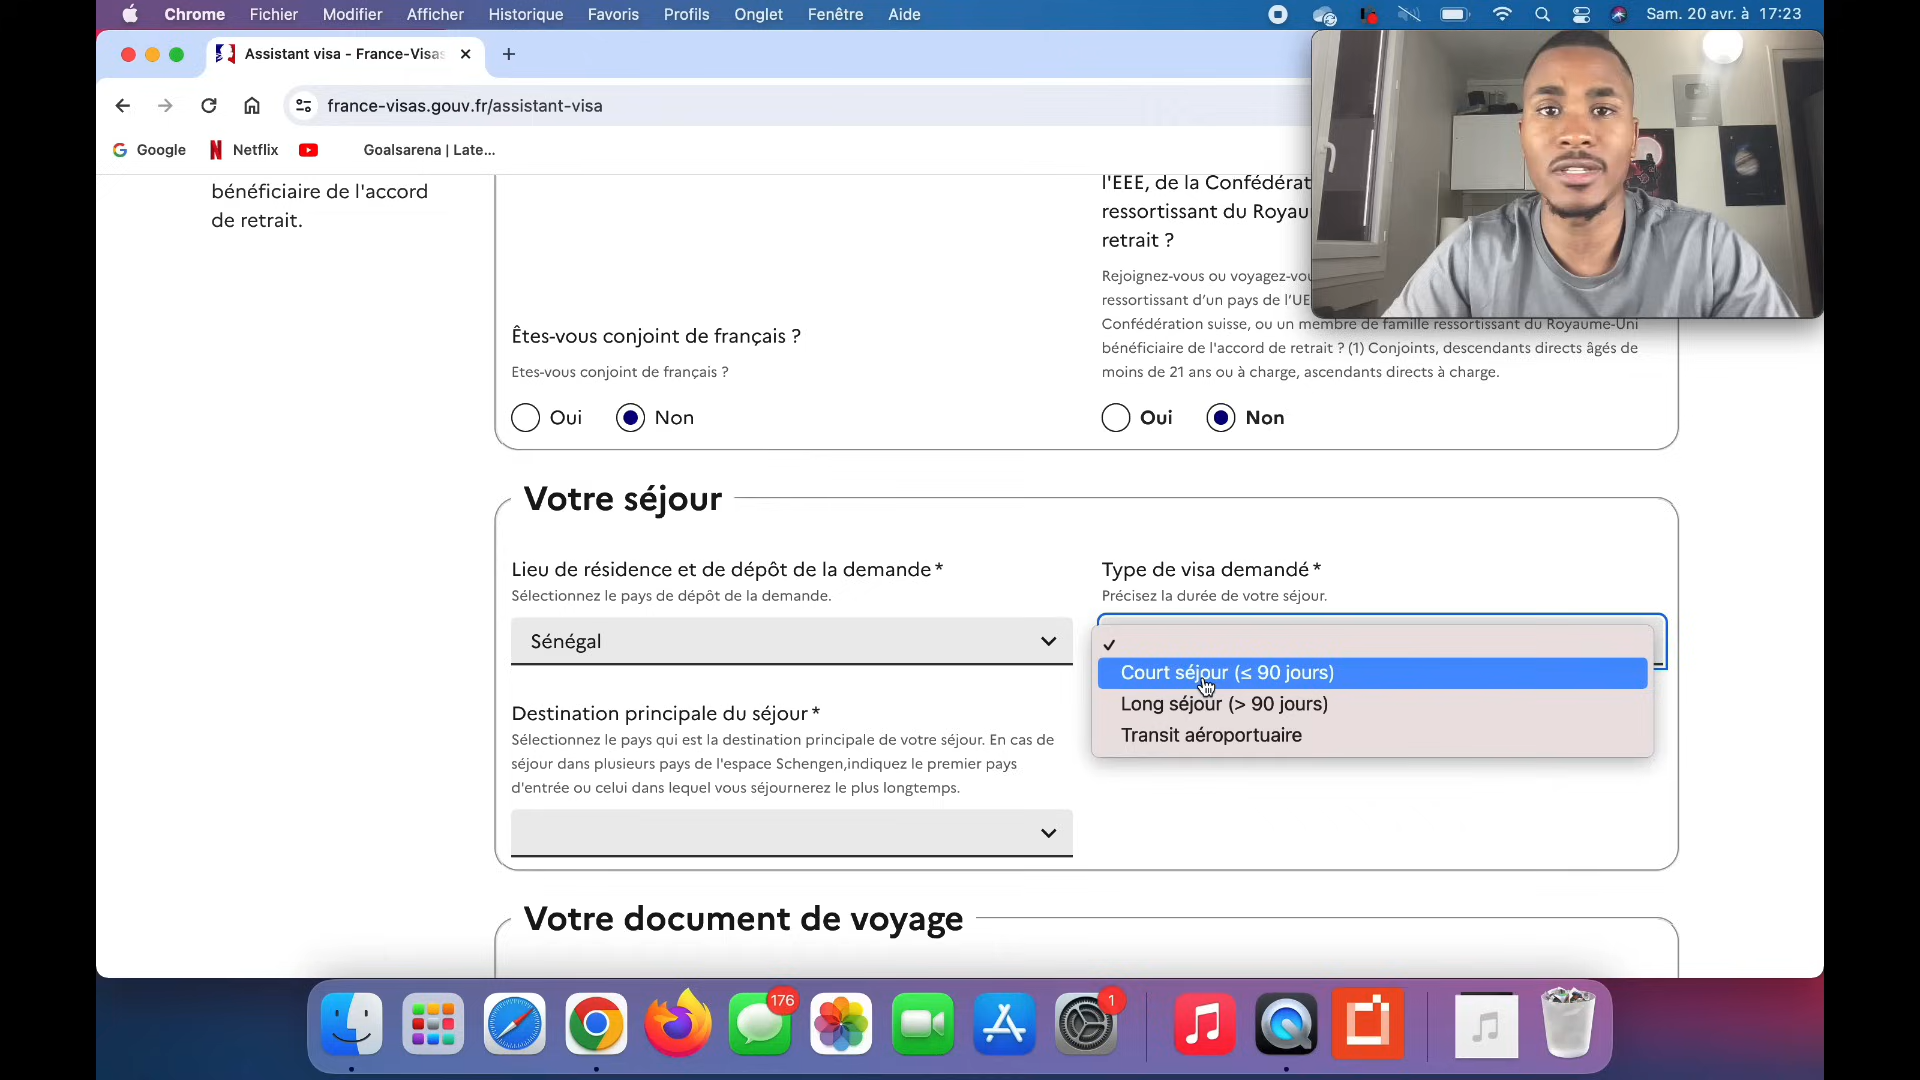 Chrome Fichier Modifier Afficher Historique Favoris Profils Onglet Fenêtre Aide Sam. 20 avr. à 17:23
Assistant visa - France-Visas
france-visas.gouv.fr/assistant-visa
Google Netflix Goalsarena | Late...
bénéficiaire de l'accord
de retrait.
Êtes-vous conjoint de français ?
Etes-vous conjoint de français ?
Oui Non
l'EEE, de la Confédérat
ressortissant du Royau
retrait ?
Rejoignez-vous ou voyagez-vou
ressortissant d'un pays de l'UE
Confédération suisse, ou un membre de famille ressortissant du Royaume-Uni
bénéficiaire de l'accord de retrait ? (1) Conjoints, descendants directs âgés de
moins de 21 ans ou à charge, ascendants directs à charge.
Oui Non
Votre séjour
Lieu de résidence et de dépôt de la demande*
Sélectionnez le pays de dépôt de la demande.
Sénégal
Type de visa demandé*
Précisez la durée de votre séjour.
Court séjour (≤ 90 jours)
Long séjour (> 90 jours)
Transit aéroportuaire
Destination principale du séjour*
Sélectionnez le pays qui est la destination principale de votre séjour. En cas de
séjour dans plusieurs pays de l'espace Schengen,indiquez le premier pays
d'entrée ou celui dans lequel vous séjournerez le plus longtemps.
Votre document de voyage
176
1